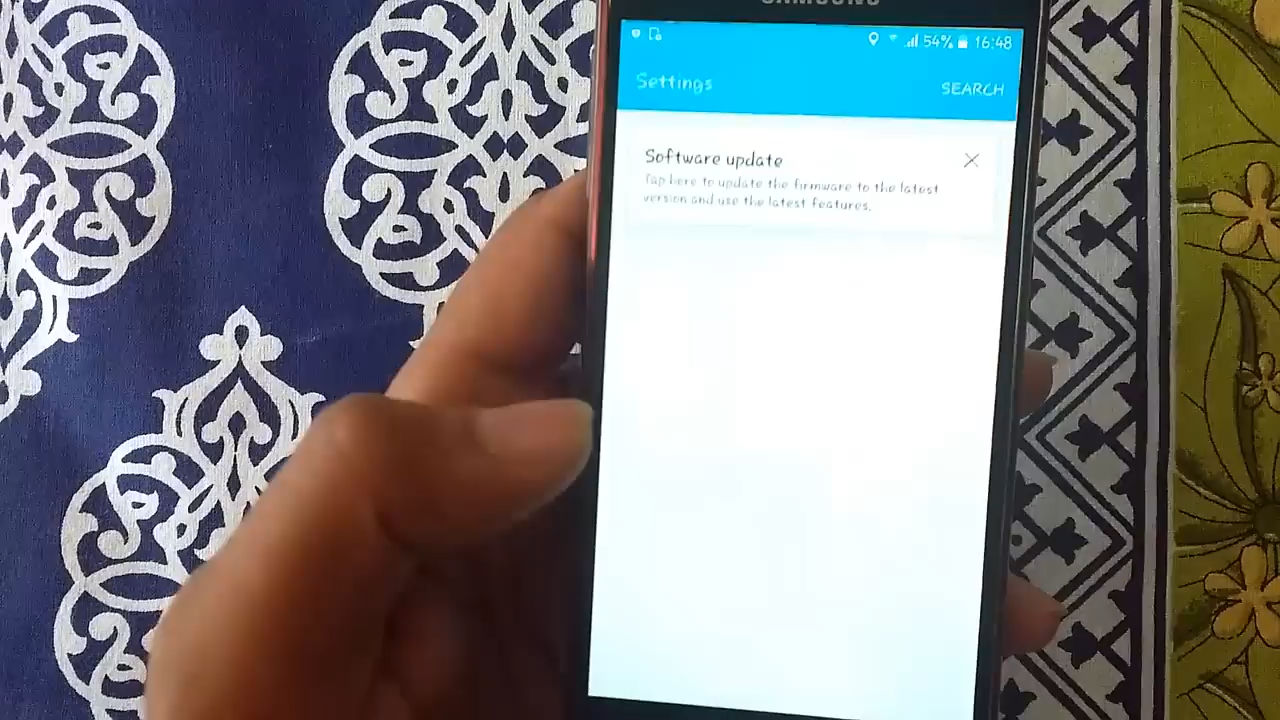 SAMSUNG
54% 16:48
Settings
SEARCH
Software update
Tap here to update the firmware to the latest
version and use the latest features.